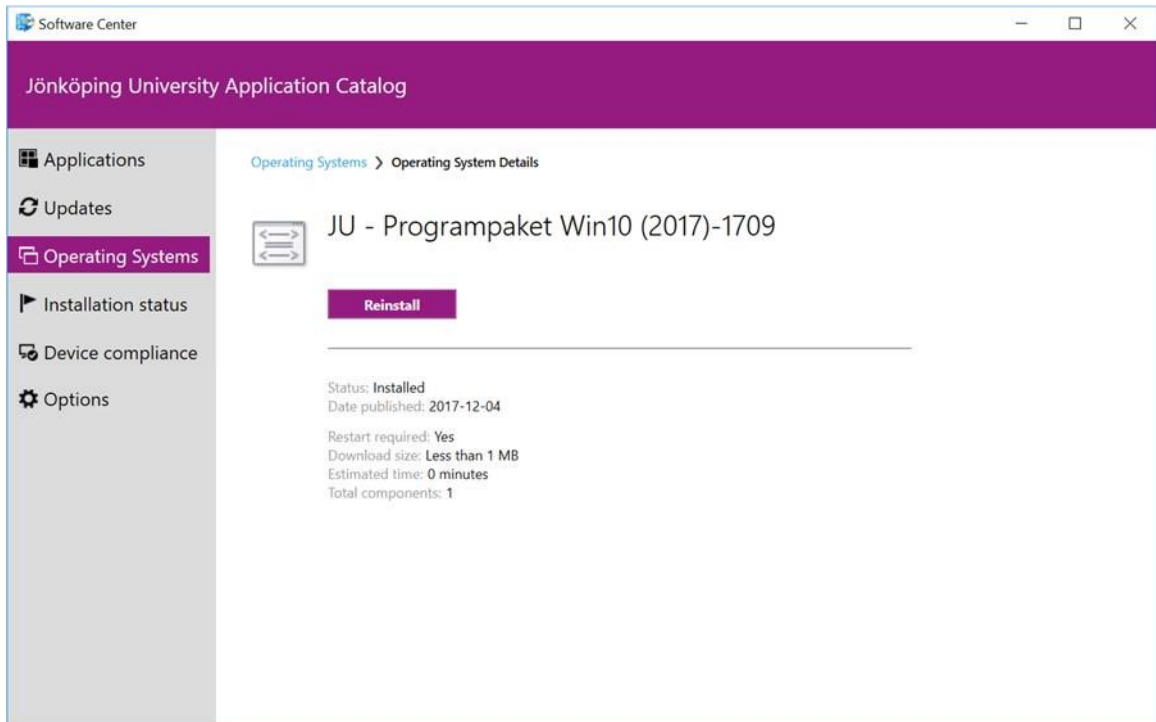 Software Center
Jönköping University Application Catalog
Applications
Updates
Operating Systems
Installation status
Device compliance
Options
Operating Systems ❯ Operating System Details
JU - Programpaket Win10 (2017)-1709
Reinstall
Status: Installed
Date published: 2017-12-04
Restart required: Yes
Download size: Less than 1 MB
Estimated time: 0 minutes
Total components: 1